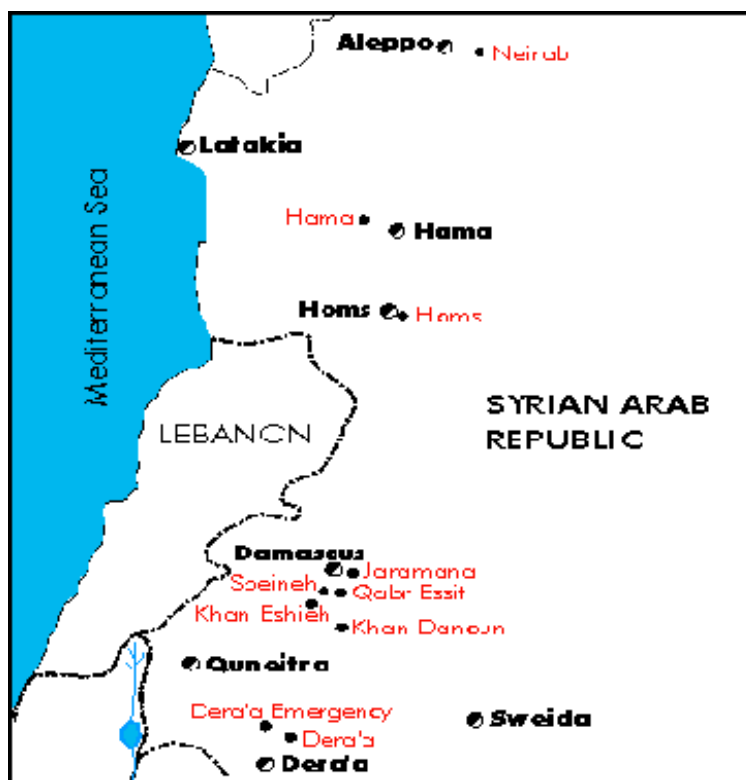 Aleppo
Neirab
Latakia
Mediterranean Sea
Hama
Hama
Homs
Homs
SYRIAN ARAB
REPUBLIC
LEBANON
Damascus
Jaramana
Sbeineh
Qabr Essit
Khan Eshieh
Khan Danoun
Quneitra
Dera'a Emergency
Sweida
Dera'a
Dera'a